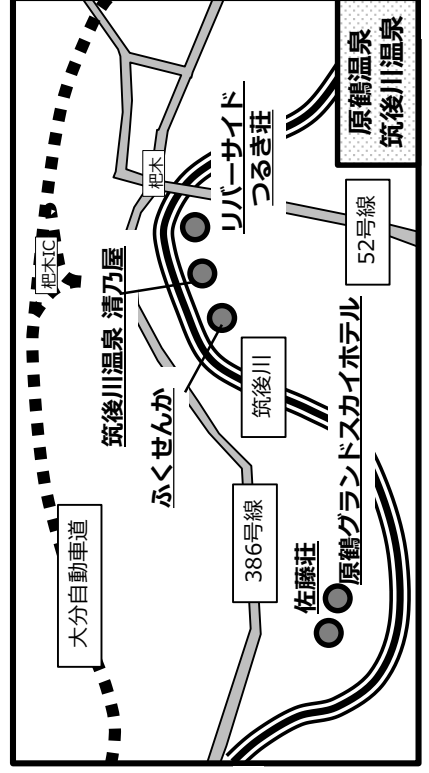 原鶴温泉
筑後川温泉
大分自動車道
杷木IC
杷木
386号線
筑後川温泉 清乃屋
ふくせんか
リバーサイド
つるき荘
筑後川
52号線
佐藤荘
原鶴グランドスカイホテル